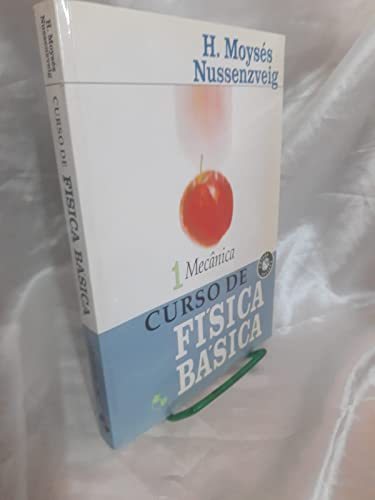 H. Moysés
Nussenzveig
CURSO DE FÍSICA BÁSICA
H. Moysés
Nussenzveig
1 Mecânica
CURSO DE
FÍSICA
BÁSICA